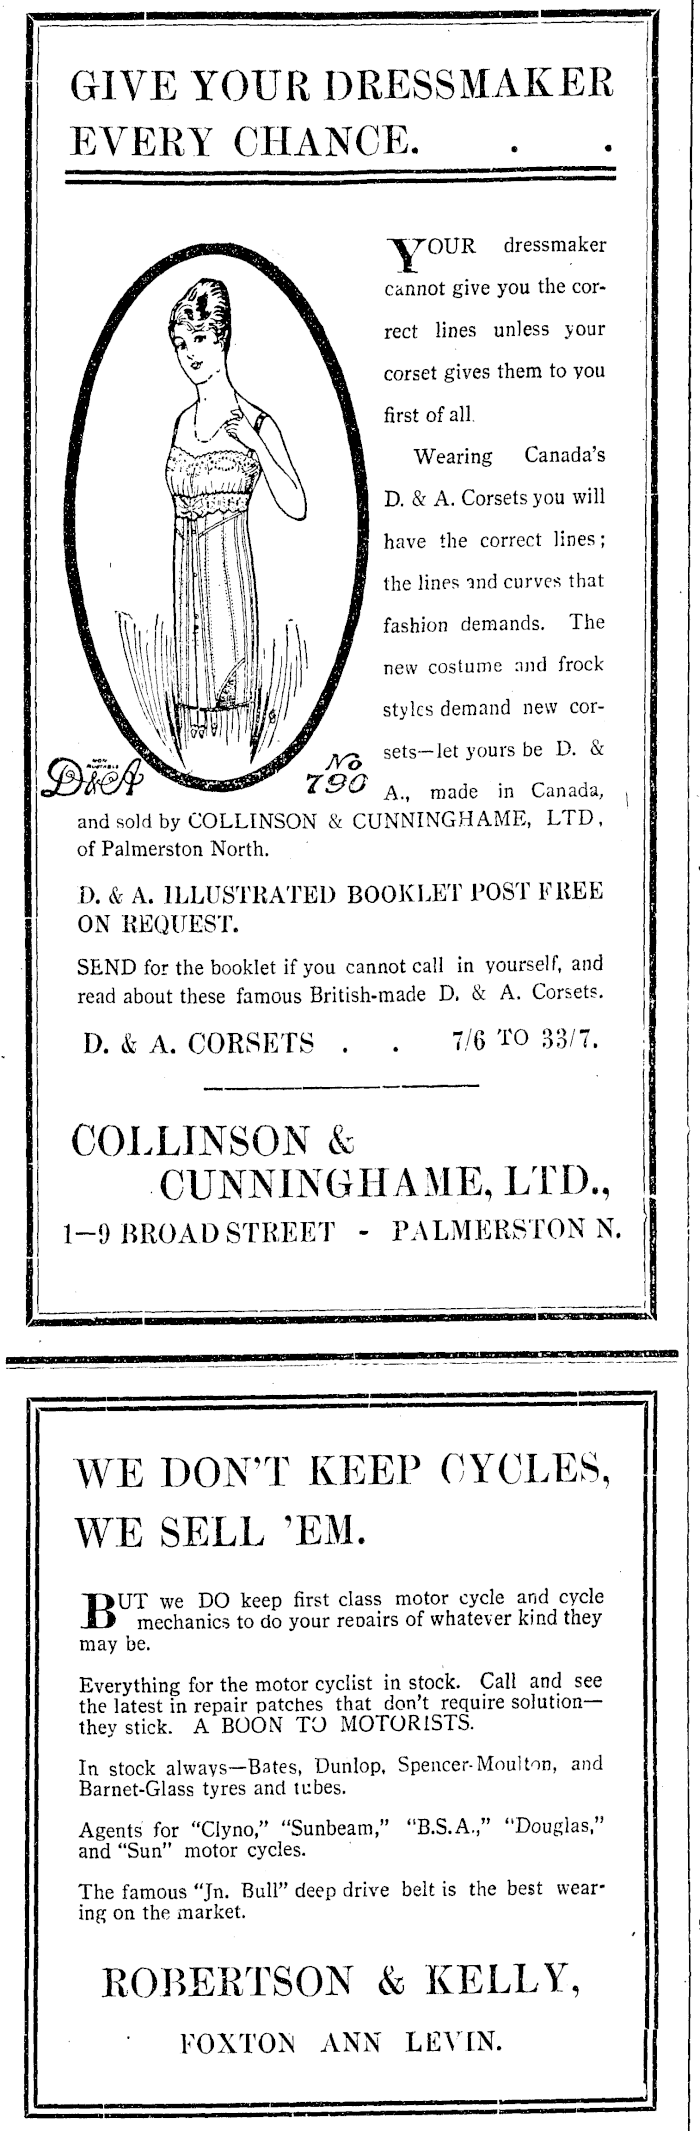 GIVE YOUR DRESSMAKER
EVERY CHANCE. . .
YOUR dressmaker
cannot give you the cor-
rect lines unless your
corset gives them to you
first of all.
Wearing Canada's
D. & A. Corsets you will
have the correct lines;
the lines and curves that
fashion demands. The
new costume and frock
styles demand new cor-
sets—let yours be D. &
A., made in Canada,
D & A
NON
RUSTABLE
No
790
and sold by COLLINSON & CUNNINGHAME, LTD,
of Palmerston North.
D. & A. ILLUSTRATED BOOKLET POST FREE
ON REQUEST.
SEND for the booklet if you cannot call in yourself, and
read about these famous British-made D. & A. Corsets.
D. & A. CORSETS . . 7/6 TO 33/7.
COLLINSON &
CUNNINGHAME, LTD.,
1—9 BROAD STREET - PALMERSTON N.
WE DON'T KEEP CYCLES,
WE SELL 'EM.
BUT we DO keep first class motor cycle and cycle
mechanics to do your repairs of whatever kind they
may be.
Everything for the motor cyclist in stock. Call and see
the latest in repair patches that don't require solution—
they stick. A BOON TO MOTORISTS.
In stock always—Bates, Dunlop, Spencer-Moulton, and
Barnet-Glass tyres and tubes.
Agents for "Clyno," "Sunbeam," "B.S.A.," "Douglas,"
and "Sun" motor cycles.
The famous "Jn. Bull" deep drive belt is the best wear-
ing on the market.
ROBERTSON & KELLY,
FOXTON ANN LEVIN.